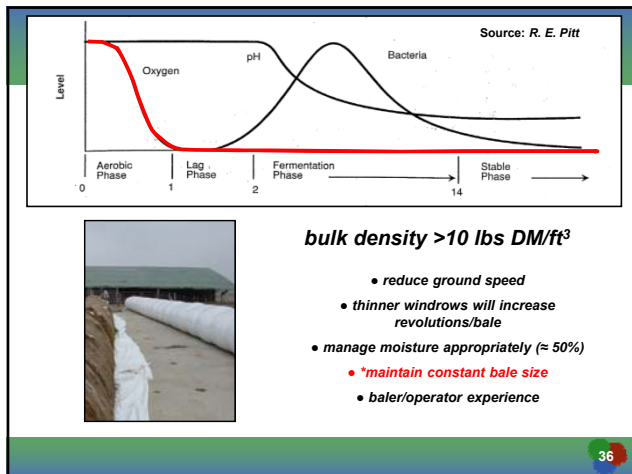 Source: R. E. Pitt
pH
Bacteria
Oxygen
Level
Aerobic
Phase
Lag
Phase
Fermentation
Phase
Stable
Phase
0
1
2
14
bulk density >10 lbs DM/ft³
● reduce ground speed
● thinner windrows will increase
revolutions/bale
● manage moisture appropriately (≈ 50%)
● *maintain constant bale size
● baler/operator experience
36